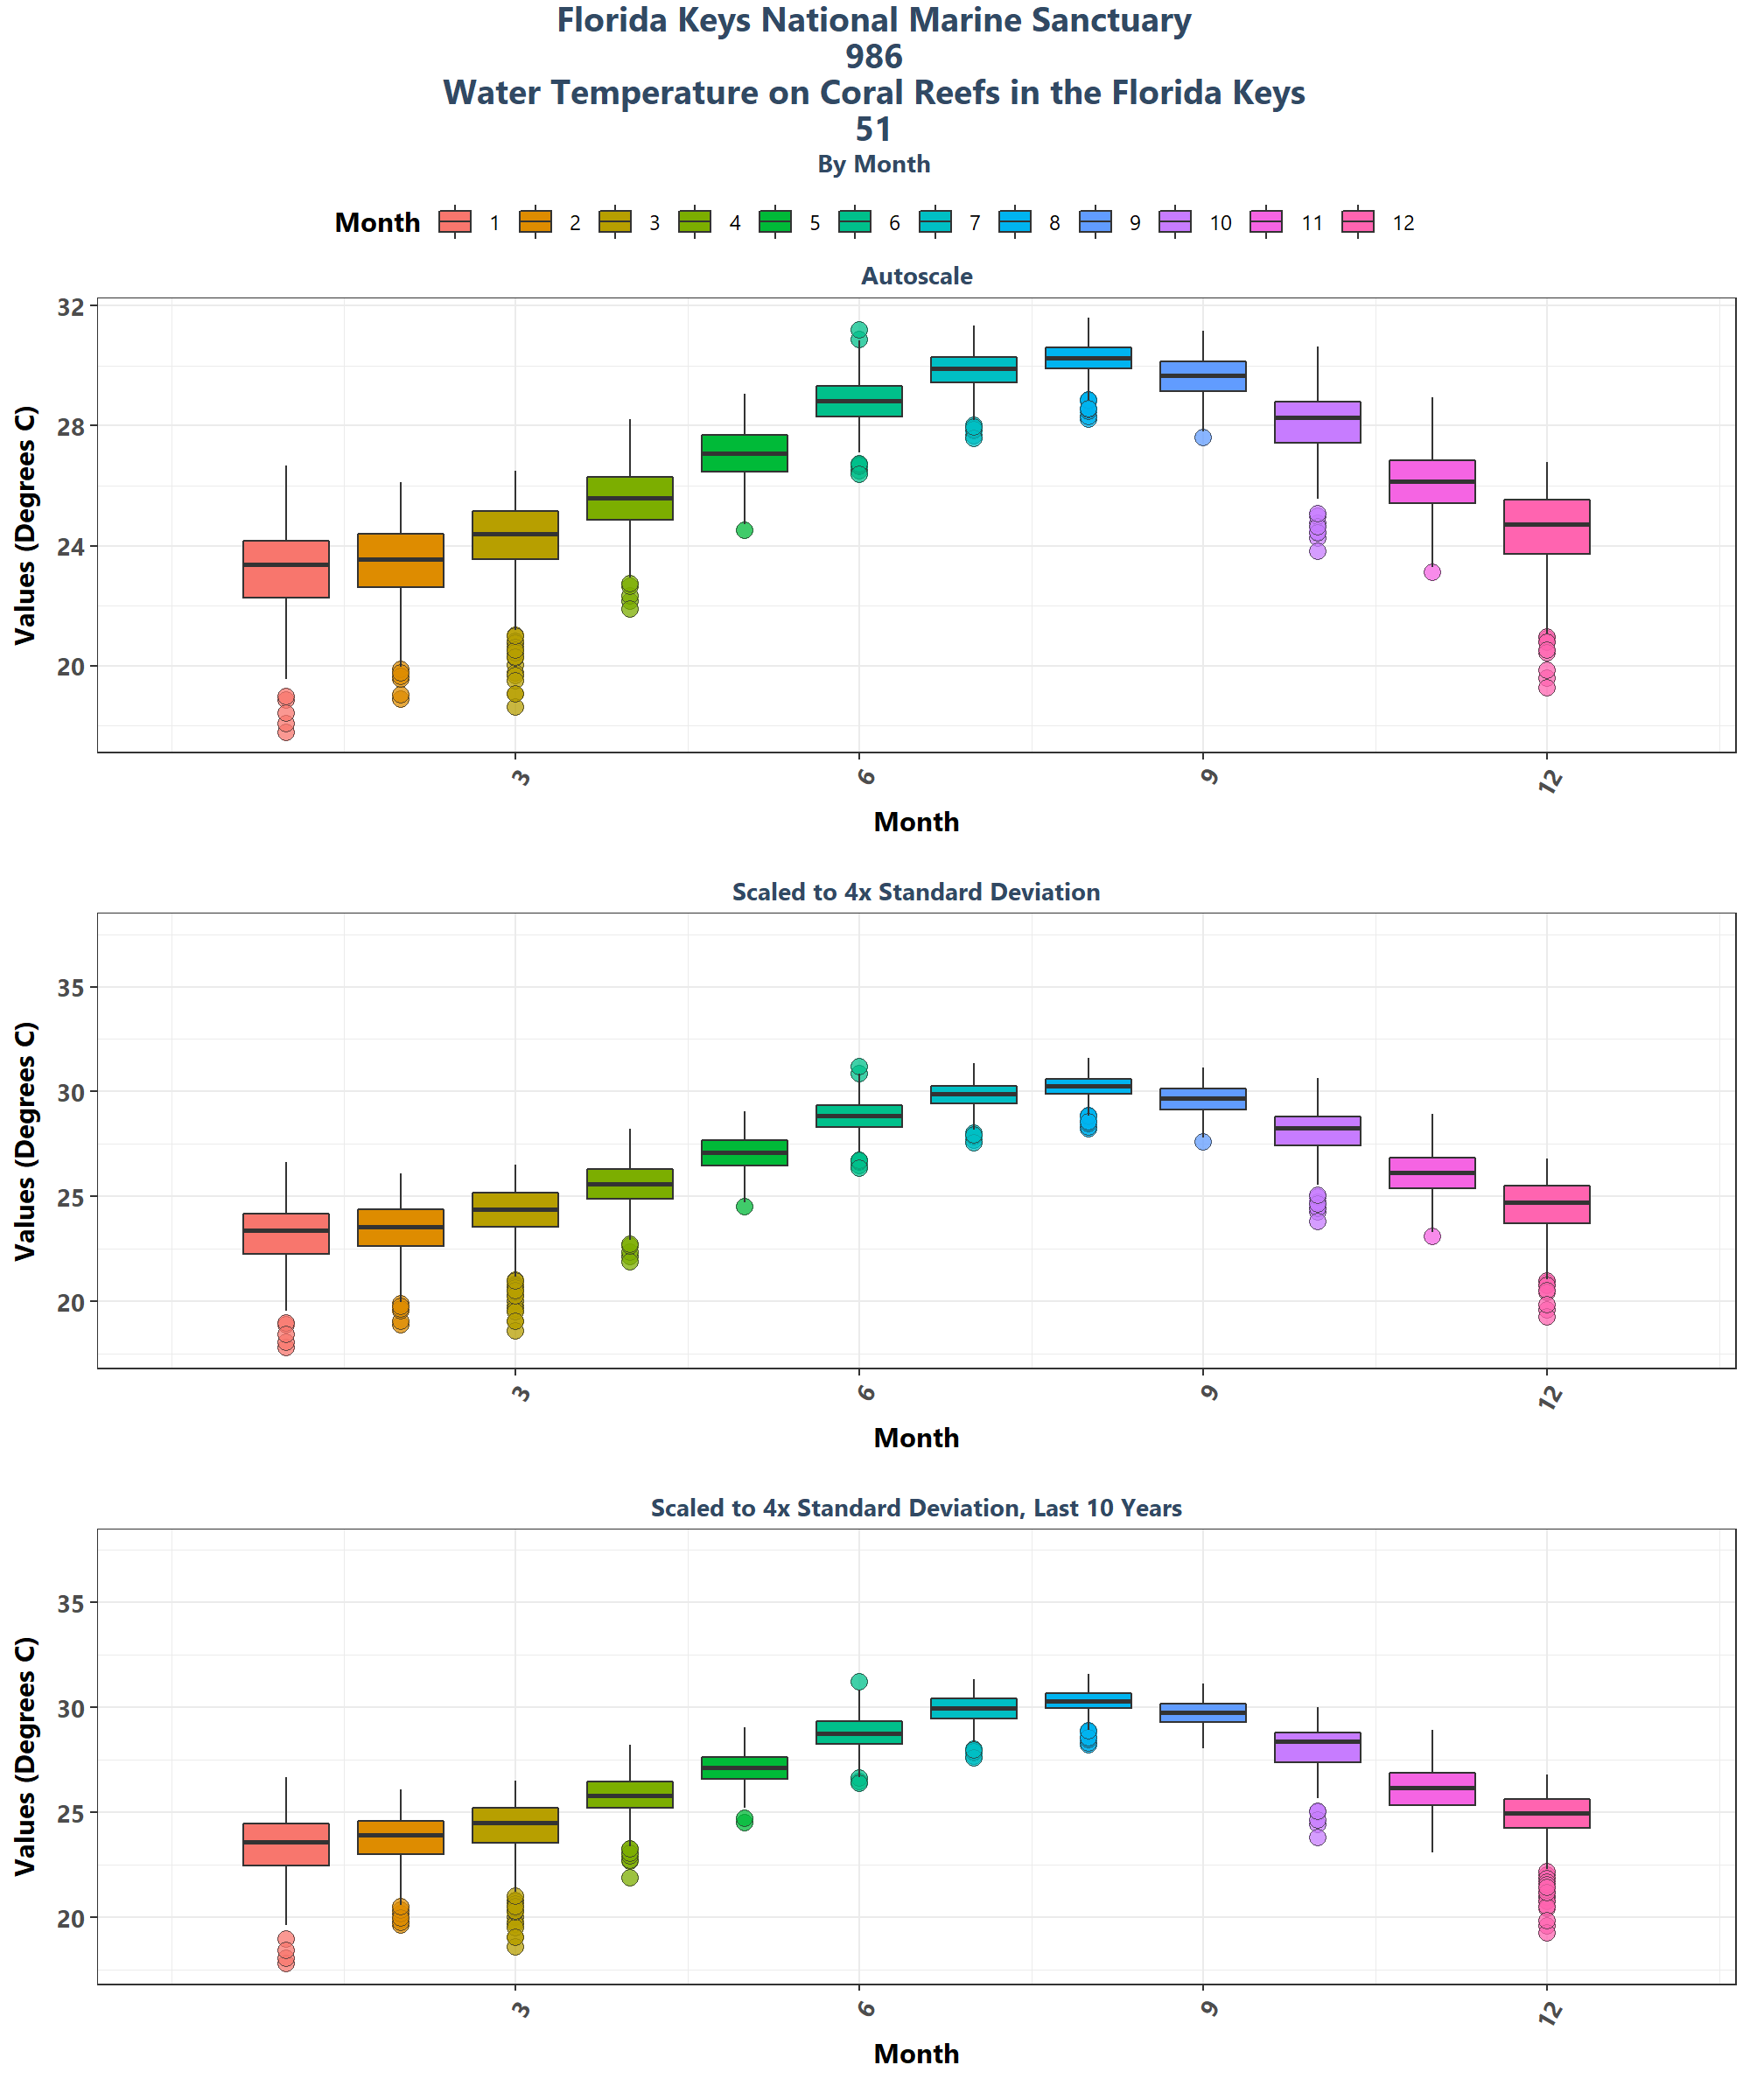 Florida Keys National Marine Sanctuary
986
Water Temperature on Coral Reefs in the Florida Keys
51
By Month
Month 1 2 3 4 5 6 7 8 9 10 11 12
Autoscale
Values (Degrees C)
32
28
24
20
3 6 9 12
Month
Scaled to 4x Standard Deviation
Values (Degrees C)
35
30
25
20
3 6 9 12
Month
Scaled to 4x Standard Deviation, Last 10 Years
Values (Degrees C)
35
30
25
20
3 6 9 12
Month